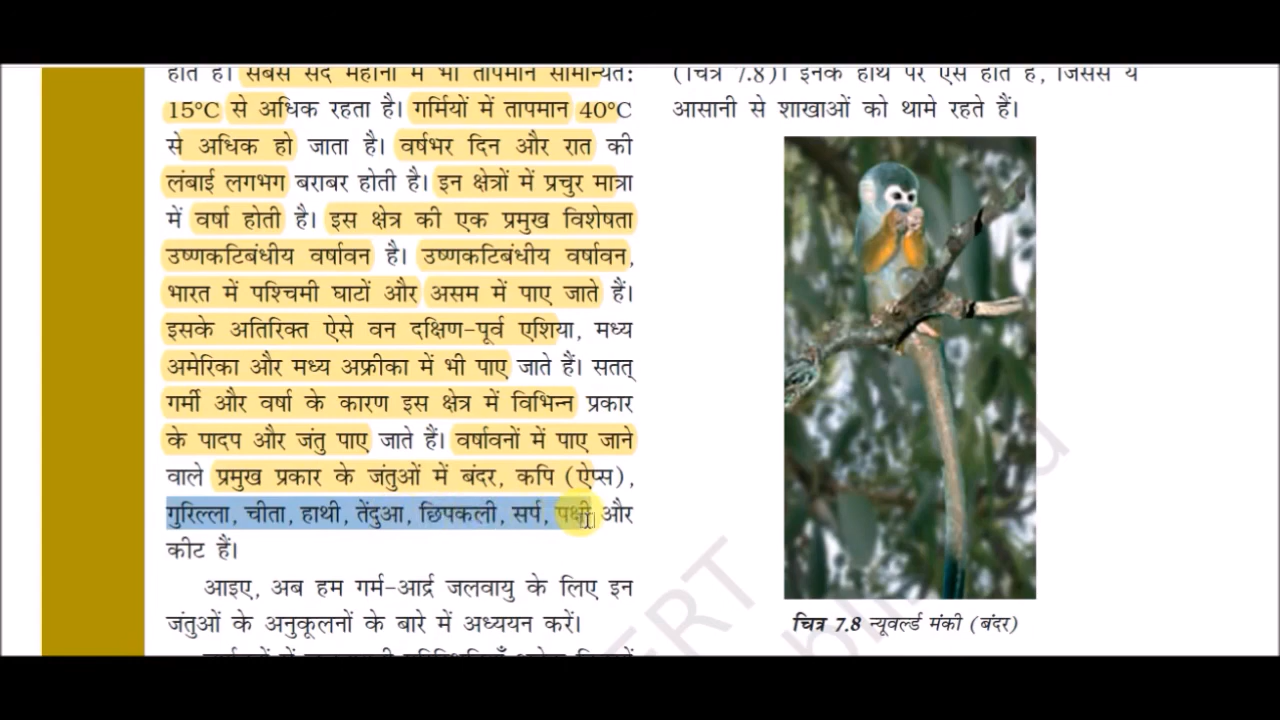 होते हैं। सबसे सर्द महीनों में भी तापमान सामान्यत:
15°C से अधिक रहता है। गर्मियों में तापमान 40°C
से अधिक हो जाता है। वर्षभर दिन और रात की
लंबाई लगभग बराबर होती है। इन क्षेत्रों में प्रचुर मात्रा
में वर्षा होती है। इस क्षेत्र की एक प्रमुख विशेषता
उष्णकटिबंधीय वर्षावन है। उष्णकटिबंधीय वर्षावन,
भारत में पश्चिमी घाटों और असम में पाए जाते हैं।
इसके अतिरिक्त ऐसे वन दक्षिण-पूर्व एशिया, मध्य
अमेरिका और मध्य अफ्रीका में भी पाए जाते हैं। सतत्
गर्मी और वर्षा के कारण इस क्षेत्र में विभिन्न प्रकार
के पादप और जंतु पाए जाते हैं। वर्षावनों में पाए जाने
वाले प्रमुख प्रकार के जंतुओं में बंदर, कपि (ऐप्स),
गुरिल्ला, चीता, हाथी, तेंदुआ, छिपकली, सर्प, पक्षी और
कीट हैं।
आइए, अब हम गर्म-आर्द्र जलवायु के लिए इन
जंतुओं के अनुकूलनों के बारे में अध्ययन करें।
(चित्र 7.8)। इनके हाथ पैर ऐसे होते हैं, जिससे ये
आसानी से शाखाओं को थामे रहते हैं।
चित्र 7.8 न्यूवर्ल्ड मंकी (बंदर)